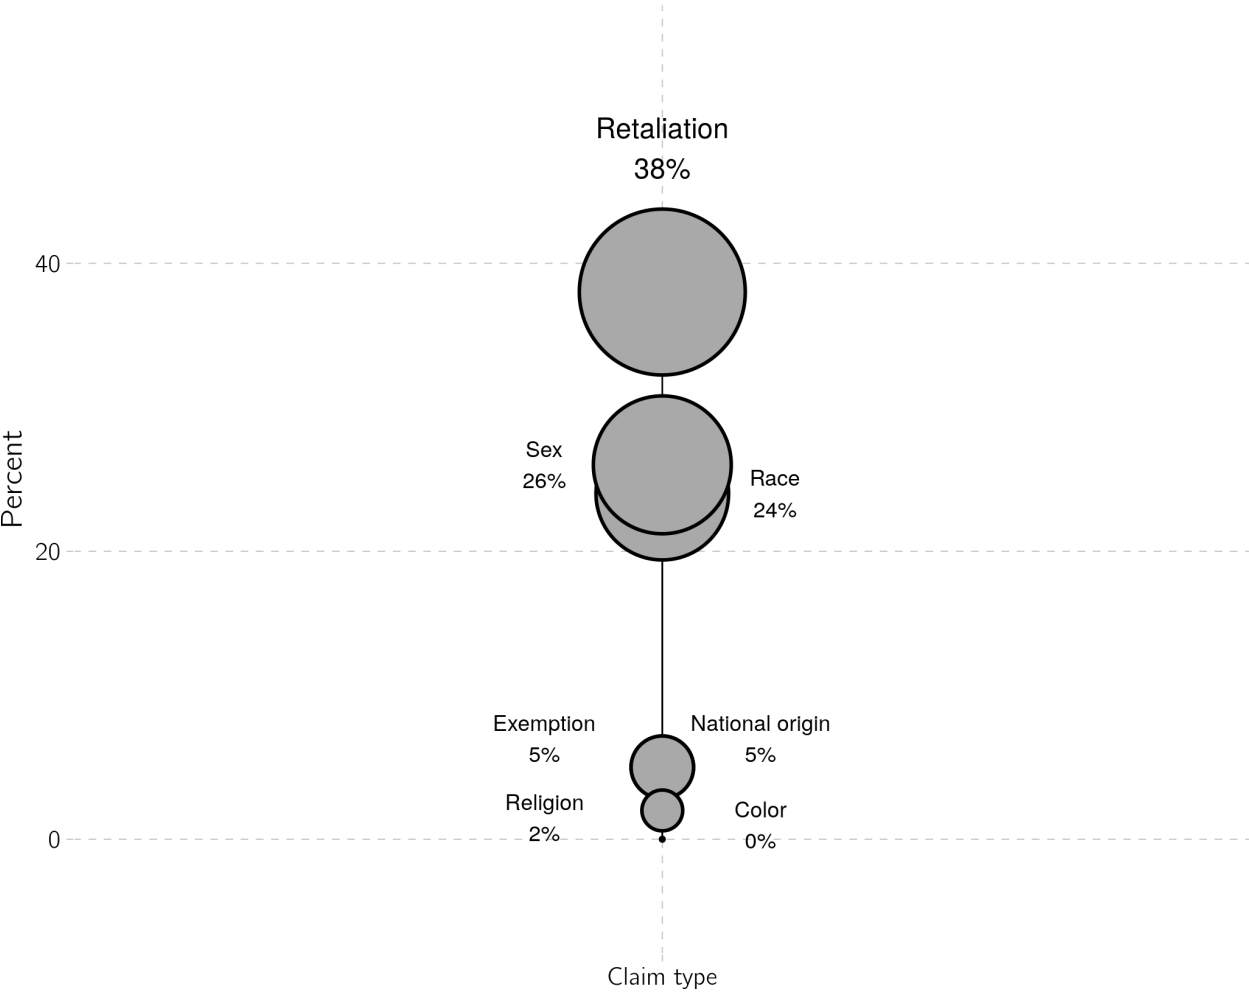 Retaliation
38%
40
Percent
Sex
26%
Race
24%
20
Exemption
5%
National origin
5%
Religion
2%
Color
0%
0
Claim type